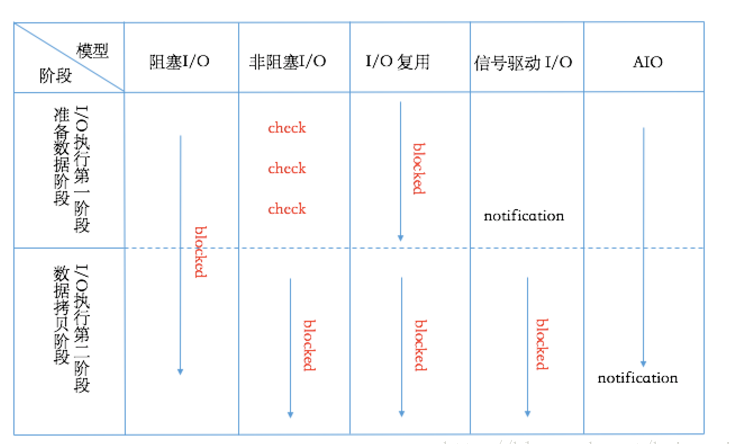 模型
阶段
阻塞I/O
非阻塞I/O
I/O 复用
信号驱动 I/O
AIO
I/O执行第一阶段
准备数据阶段
check
check
check
blocked
notification
blocked
I/O执行第二阶段
数据拷贝阶段
blocked
blocked
blocked
notification